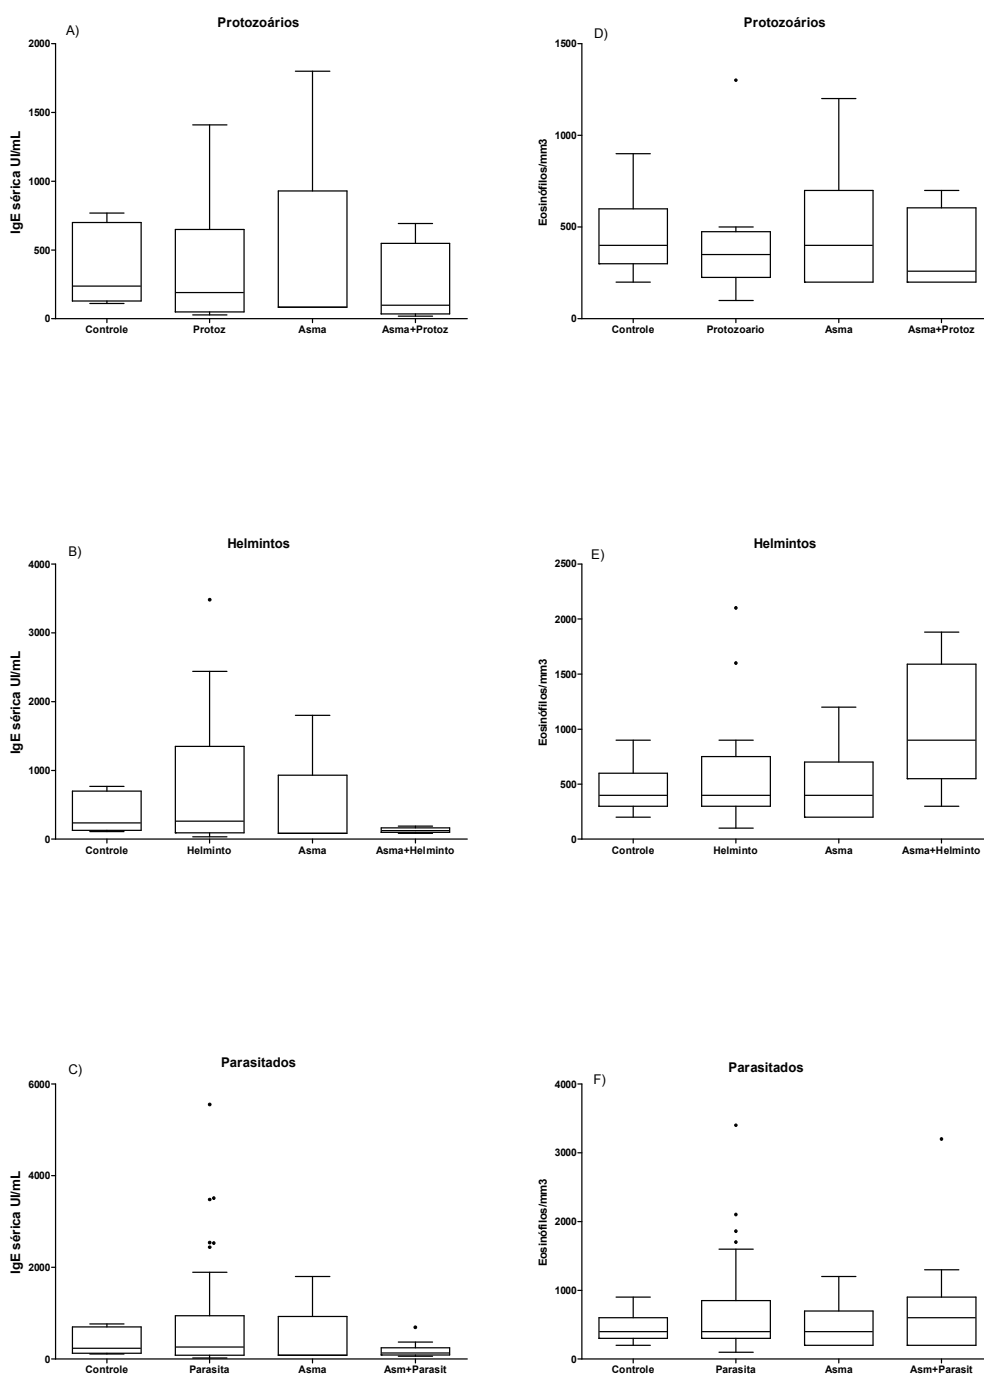 A)
Protozoários
IgE sérica UI/mL
2000
1500
1000
500
0
Controle Protoz Asma Asma+Protoz
D)
Protozoários
Eosinófilos/mm3
1500
1000
500
0
Controle Protozoario Asma Asma+Protoz
B)
Helmintos
IgE sérica UI/mL
4000
3000
2000
1000
0
Controle Helminto Asma Asma+Helminto
E)
Helmintos
Eosinófilos/mm3
2500
2000
1500
1000
500
0
Controle Helminto Asma Asma+Helminto
C)
Parasitados
IgE sérica UI/mL
6000
4000
2000
0
Controle Parasita Asma Asm+Parasit
F)
Parasitados
Eosinófilos/mm3
4000
3000
2000
1000
0
Controle Parasita Asma Asm+Parasit